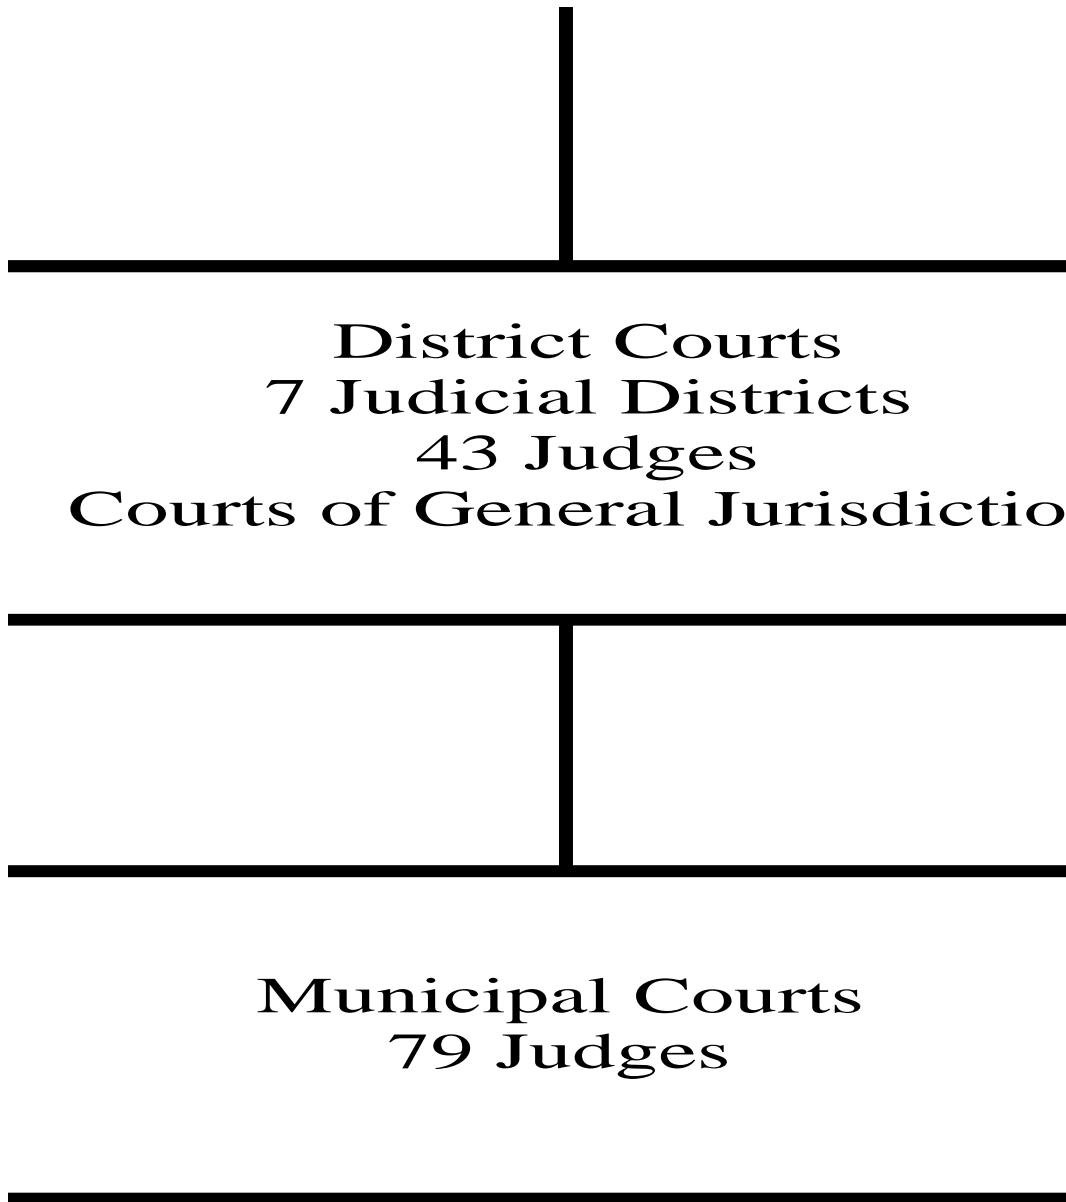 District Courts
7 Judicial Districts
43 Judges
Courts of General Jurisdictio
Municipal Courts
79 Judges